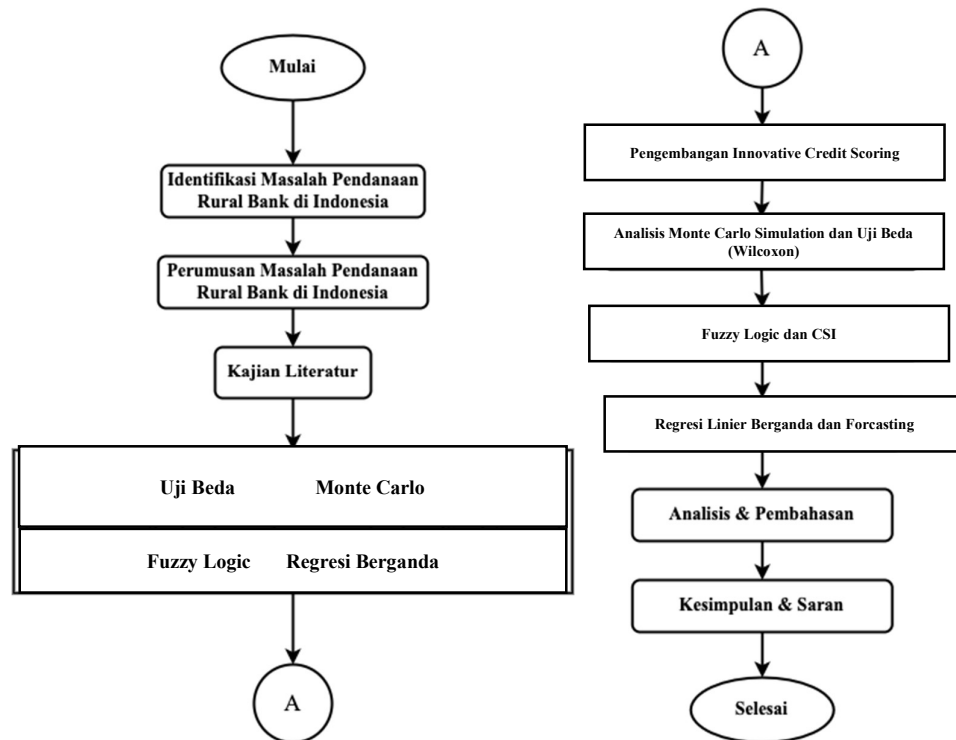 Mulai
Identifikasi Masalah Pendanaan
Rural Bank di Indonesia
Perumusan Masalah Pendanaan
Rural Bank di Indonesia
Kajian Literatur
Uji Beda Monte Carlo
Fuzzy Logic Regresi Berganda
A
A
Pengembangan Innovative Credit Scoring
Analisis Monte Carlo Simulation dan Uji Beda
(Wilcoxon)
Fuzzy Logic dan CSI
Regresi Linier Berganda dan Forcasting
Analisis & Pembahasan
Kesimpulan & Saran
Selesai